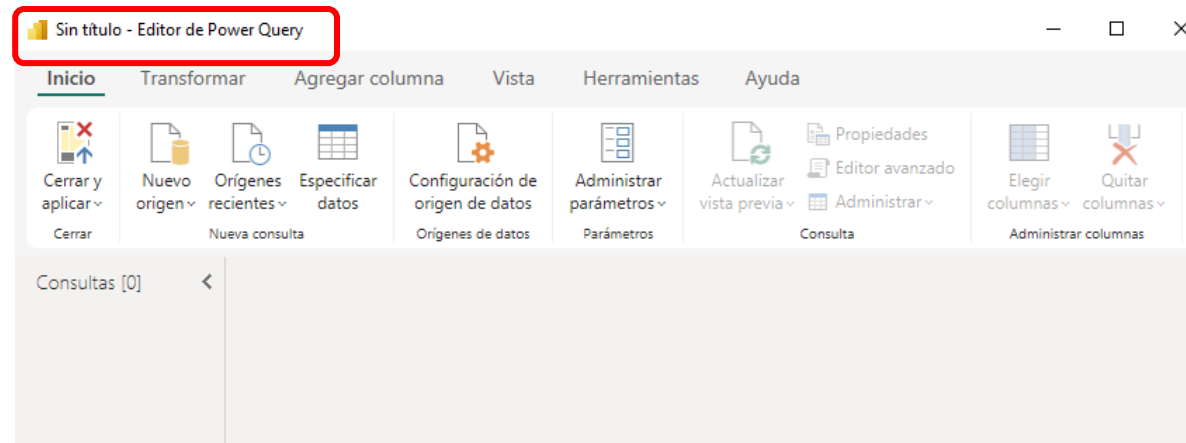 Sin título - Editor de Power Query
Inicio Transformar Agregar columna Vista Herramientas Ayuda
Cerrar y aplicar
Nuevo origen
Orígenes recientes
Especificar datos
Configuración de origen de datos
Administrar parámetros
Actualizar vista previa
Propiedades
Editor avanzado
Administrar
Elegir columnas
Quitar columnas
Cerrar Nueva consulta Orígenes de datos Parámetros Consulta Administrar columnas
Consultas [0]